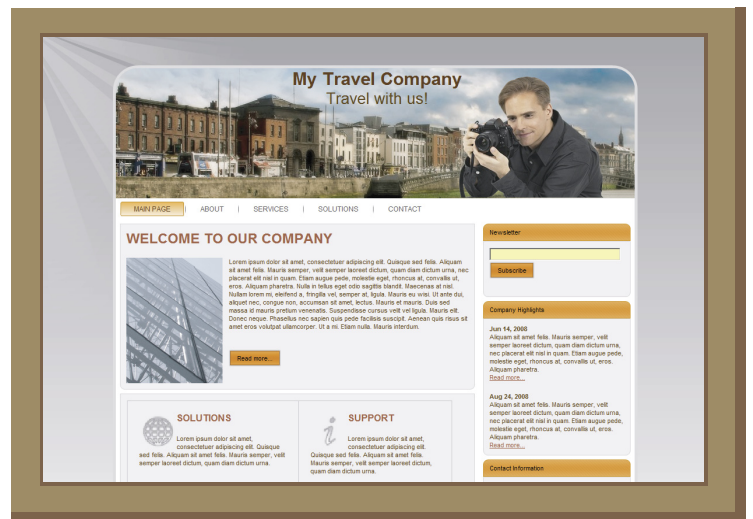 My Travel Company
Travel with us!
MAIN PAGE | ABOUT | SERVICES | SOLUTIONS | CONTACT
WELCOME TO OUR COMPANY
Lorem ipsum dolor sit amet, consectetuer adipiscing elit. Quisque sed felis. Aliquam
sit amet felis. Mauris semper, velit semper laoreet dictum, quam diam dictum urna, nec
placerat elit nisl in quam. Etiam augue pede, molestie eget, rhoncus at, convallis ut,
eros. Aliquam pharetra. Nulla in tellus eget odio sagittis blandit. Maecenas at nisl.
Nullam lorem mi, eleifend a, fringilla vel, semper at, ligula. Mauris eu wisi. Ut ante dui,
aliquet nec, congue non, accumsan sit amet, lectus. Mauris et mauris. Duis sed
massa id mauris pretium venenatis. Suspendisse cursus velit vel ligula. Mauris elit.
Donec neque. Phasellus nec sapien quis pede facilisis suscipit. Aenean quis risus sit
amet eros volutpat ullamcorper. Ut a mi. Etiam nulla. Mauris interdum.
Read more...
SOLUTIONS
Lorem ipsum dolor sit amet,
consectetuer adipiscing elit. Quisque
sed felis. Aliquam sit amet felis. Mauris semper, velit
semper laoreet dictum, quam diam dictum urna.
SUPPORT
Lorem ipsum dolor sit amet,
consectetuer adipiscing elit.
Quisque sed felis. Aliquam sit amet felis.
Mauris semper, velit semper laoreet dictum,
quam diam dictum urna.
Newsletter
Subscribe
Company Highlights
Jun 14, 2008
Aliquam sit amet felis. Mauris semper, velit
semper laoreet dictum, quam diam dictum urna,
nec placerat elit nisl in quam. Etiam augue pede,
molestie eget, rhoncus at, convallis ut, eros.
Aliquam pharetra.
Read more...
Aug 24, 2008
Aliquam sit amet felis. Mauris semper, velit
semper laoreet dictum, quam diam dictum urna,
nec placerat elit nisl in quam. Etiam augue pede,
molestie eget, rhoncus at, convallis ut, eros.
Aliquam pharetra.
Read more...
Contact Information